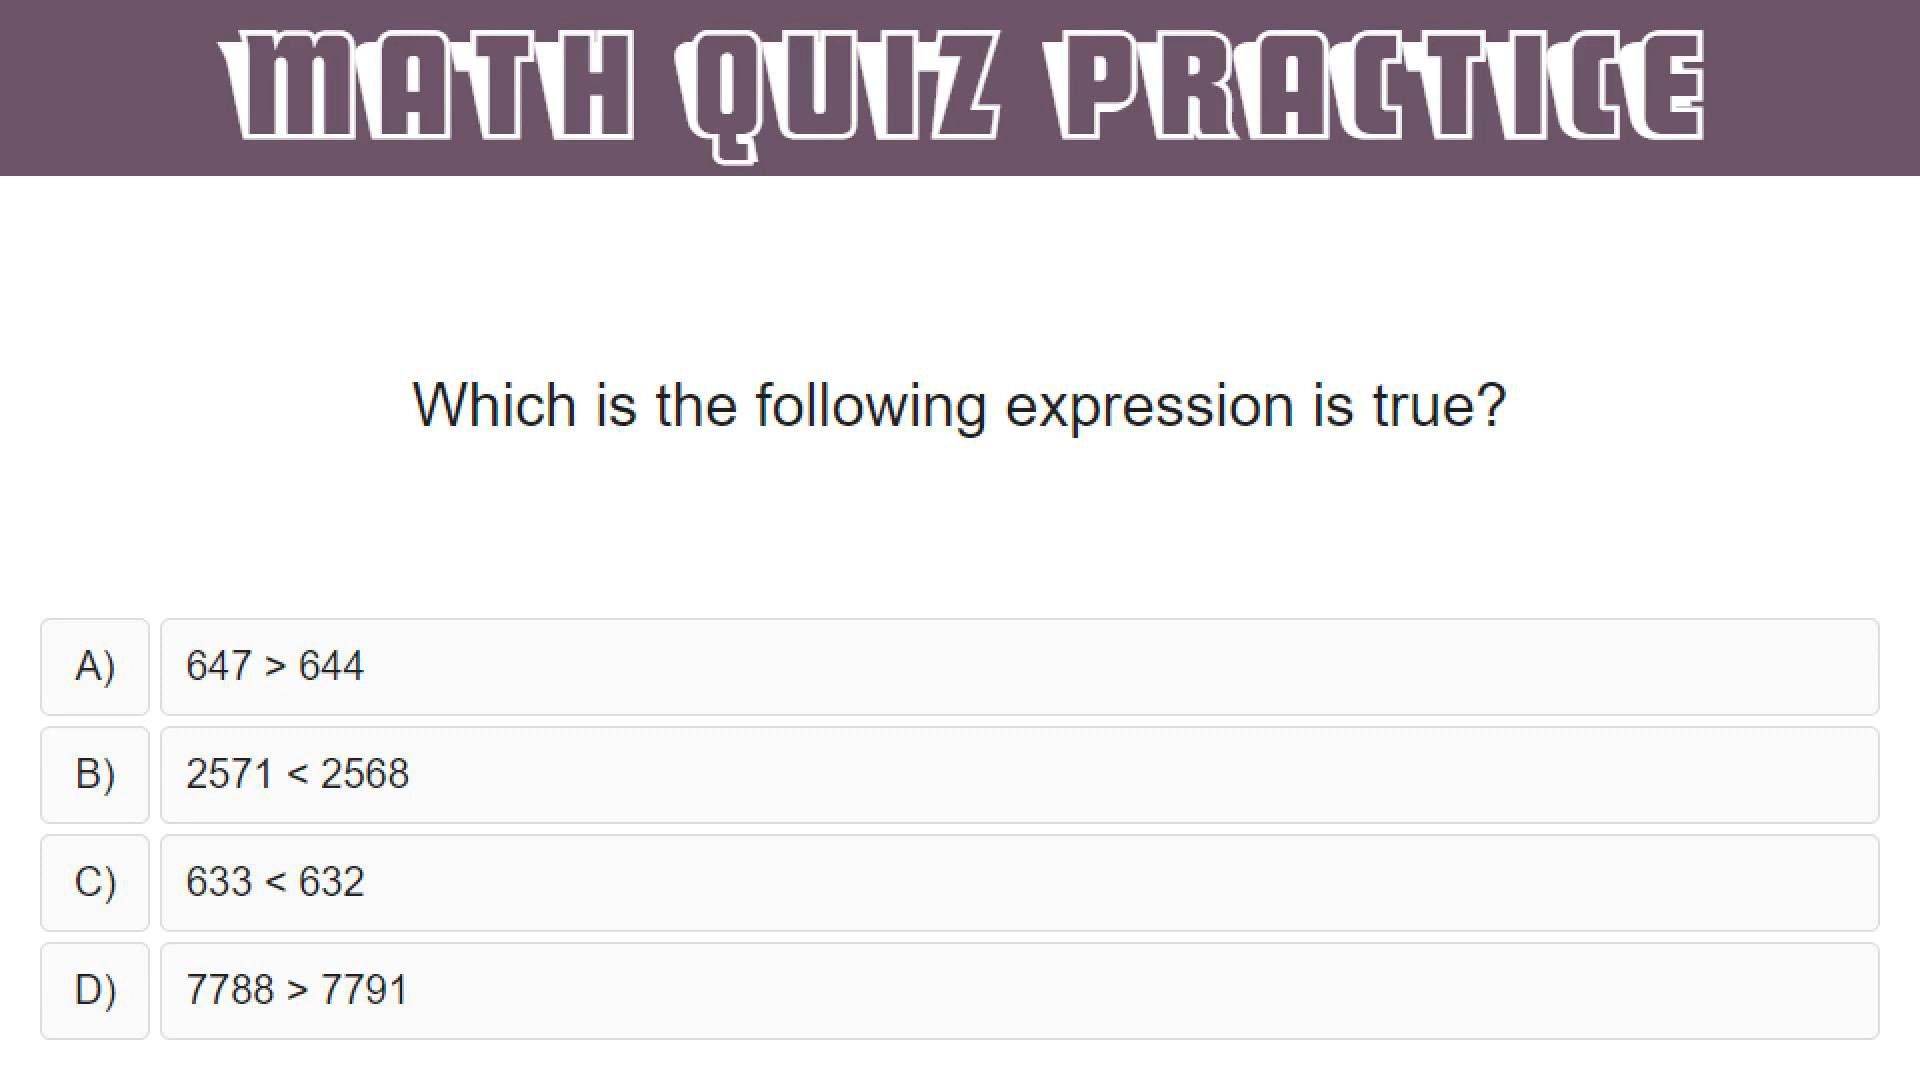 MATH QUIZ PRACTICE
Which is the following expression is true?
A) 647 > 644
B) 2571 < 2568
C) 633 < 632
D) 7788 > 7791